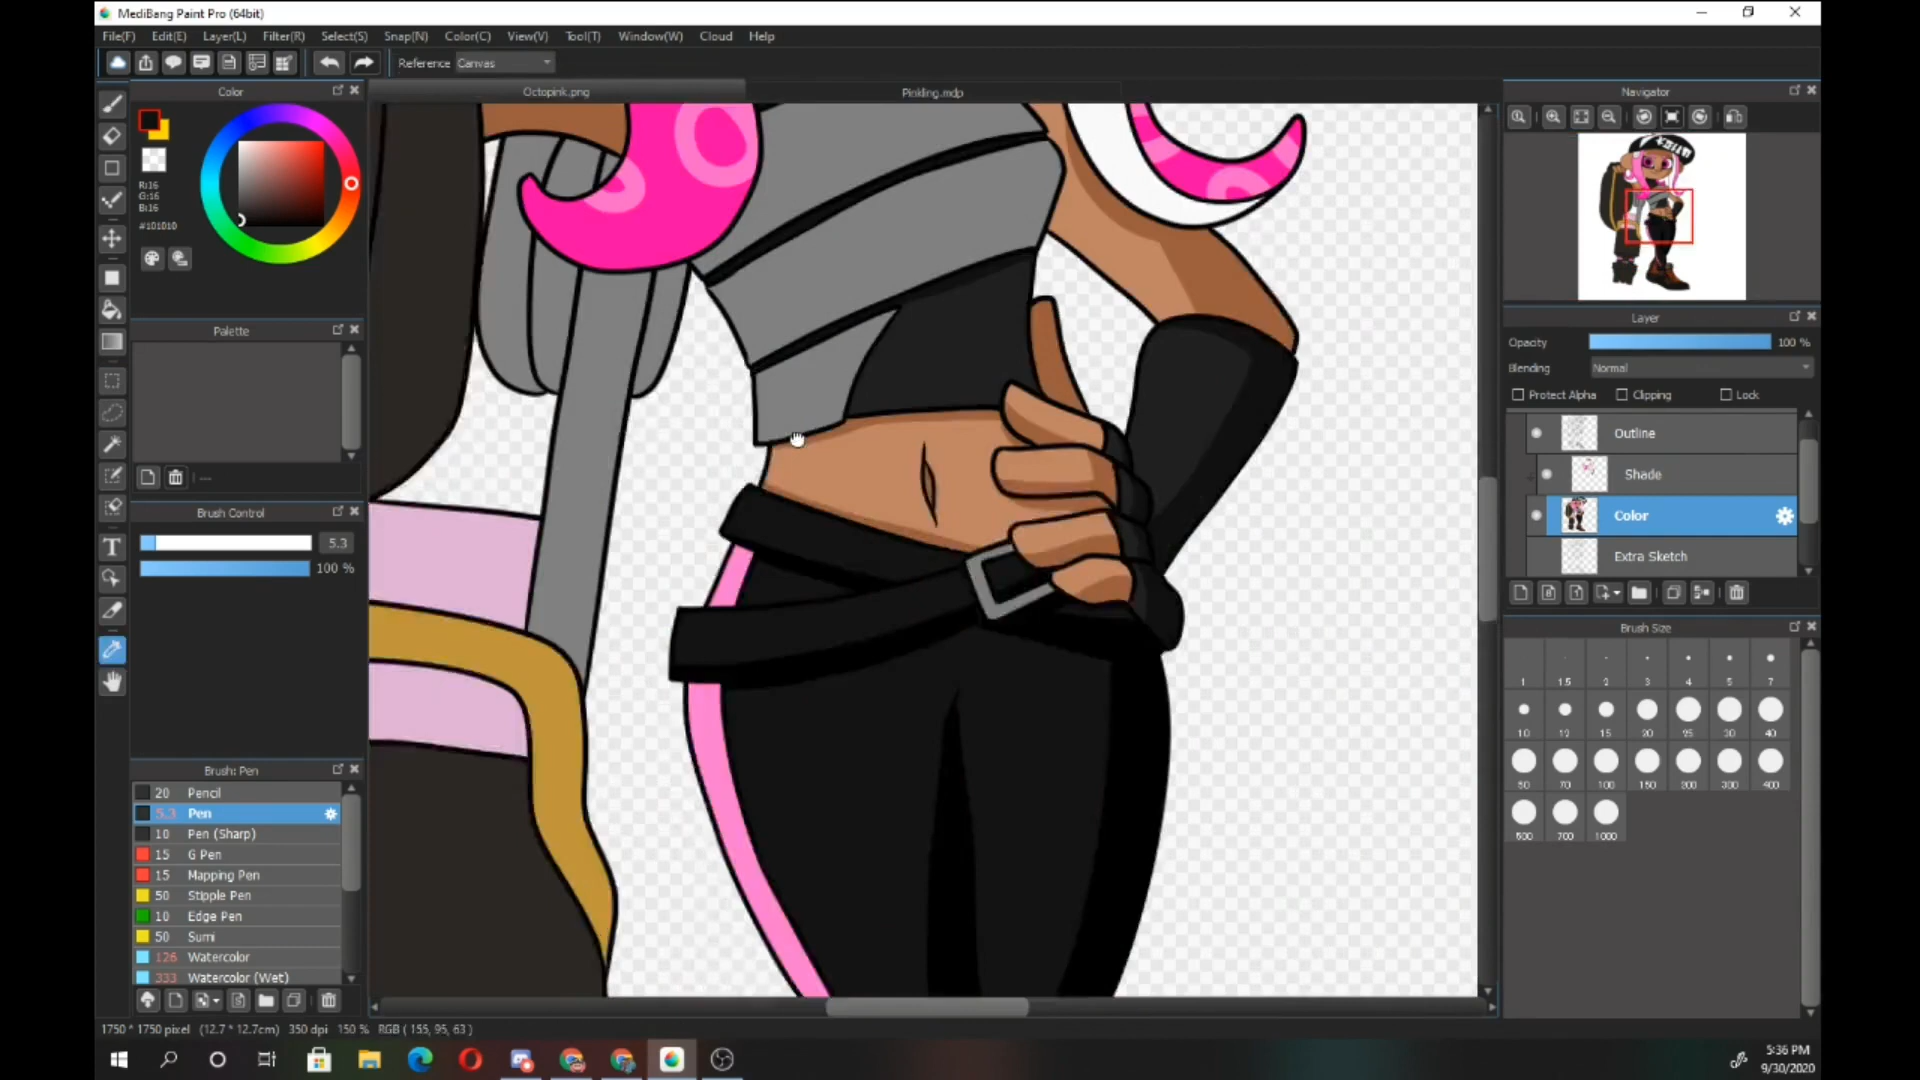 MediBang Paint Pro (64bit)
File(F) Edit(E) Layer(L) Filter(R) Select(S) Snap(N) Color(C) View(V) Tool(T) Window(W) Cloud Help
Reference Canvas
Color
Octopink.png
Pinkling.mdp
Navigator
R:16
G:16
B:16
#101010
Palette
---
Brush Control
5.3
100 %
Layer
Opacity 100 %
Blending Normal
Protect Alpha Clipping Lock
Outline
Shade
Color
Extra Sketch
Brush Size
1 1.5 2 3 4 5 7
10 12 15 20 25 30 40
50 70 100 150 200 300 400
500 700 1000
Brush: Pen
20 Pencil
5.3 Pen
10 Pen (Sharp)
15 G Pen
15 Mapping Pen
50 Stipple Pen
10 Edge Pen
50 Sumi
126 Watercolor
333 Watercolor (Wet)
1750 * 1750 pixel (12.7 * 12.7cm) 350 dpi 150 % RGB ( 155, 95, 63 )
5:36 PM
9/30/2020